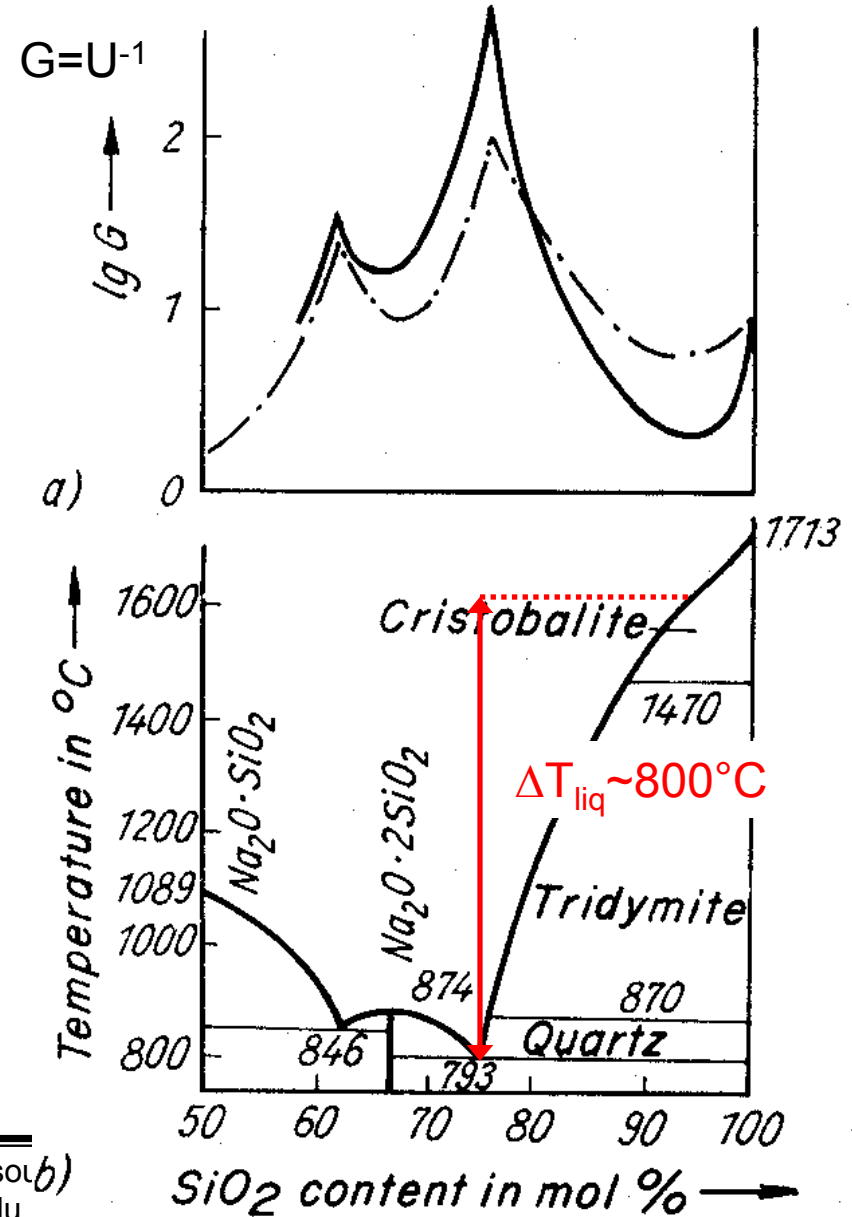 G=U-1
lg G
2
1
0
a)
1713
Temperature in °C
1600
1400
1200
1089
1000
800
Cristobalite
1470
Na2O·SiO2
Na2O·2SiO2
ΔTliq~800°C
Tridymite
874
870
846
Quartz
793
50
60
70
80
90
100
b)
SiO2 content in mol %